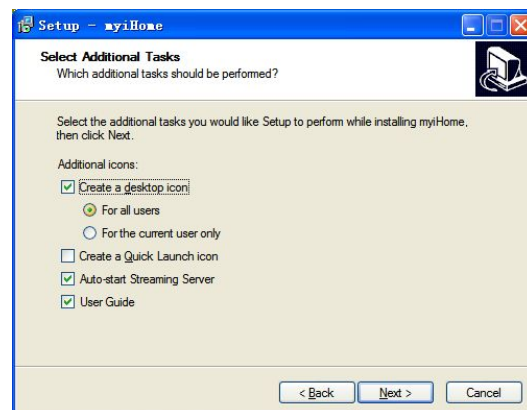 Setup - myiHome
Select Additional Tasks
Which additional tasks should be performed?
Select the additional tasks you would like Setup to perform while installing myiHome,
then click Next.
Additional icons:
Create a desktop icon
For all users
For the current user only
Create a Quick Launch icon
Auto-start Streaming Server
User Guide
< Back
Next >
Cancel